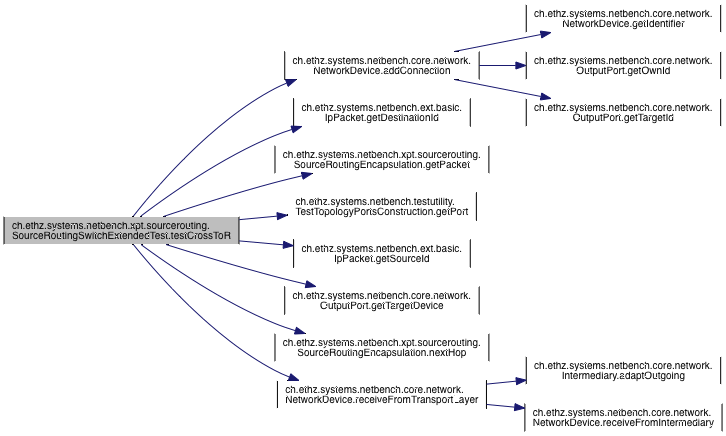 ch.ethz.systems.netbench.xpt.sourcerouting.
SourceRoutingSwitchExtendedTest.testCrossToR
ch.ethz.systems.netbench.core.network.
NetworkDevice.addConnection
ch.ethz.systems.netbench.core.network.
NetworkDevice.getIdentifier
ch.ethz.systems.netbench.core.network.
OutputPort.getOwnId
ch.ethz.systems.netbench.core.network.
OutputPort.getTargetId
ch.ethz.systems.netbench.ext.basic.
IpPacket.getDestinationId
ch.ethz.systems.netbench.xpt.sourcerouting.
SourceRoutingEncapsulation.getPacket
ch.ethz.systems.netbench.testutility.
TestTopologyPortsConstruction.getPort
ch.ethz.systems.netbench.ext.basic.
IpPacket.getSourceId
ch.ethz.systems.netbench.core.network.
OutputPort.getTargetDevice
ch.ethz.systems.netbench.xpt.sourcerouting.
SourceRoutingEncapsulation.nextHop
ch.ethz.systems.netbench.core.network.
NetworkDevice.receiveFromTransportLayer
ch.ethz.systems.netbench.core.network.
Intermediary.adaptOutgoing
ch.ethz.systems.netbench.core.network.
NetworkDevice.receiveFromIntermediary